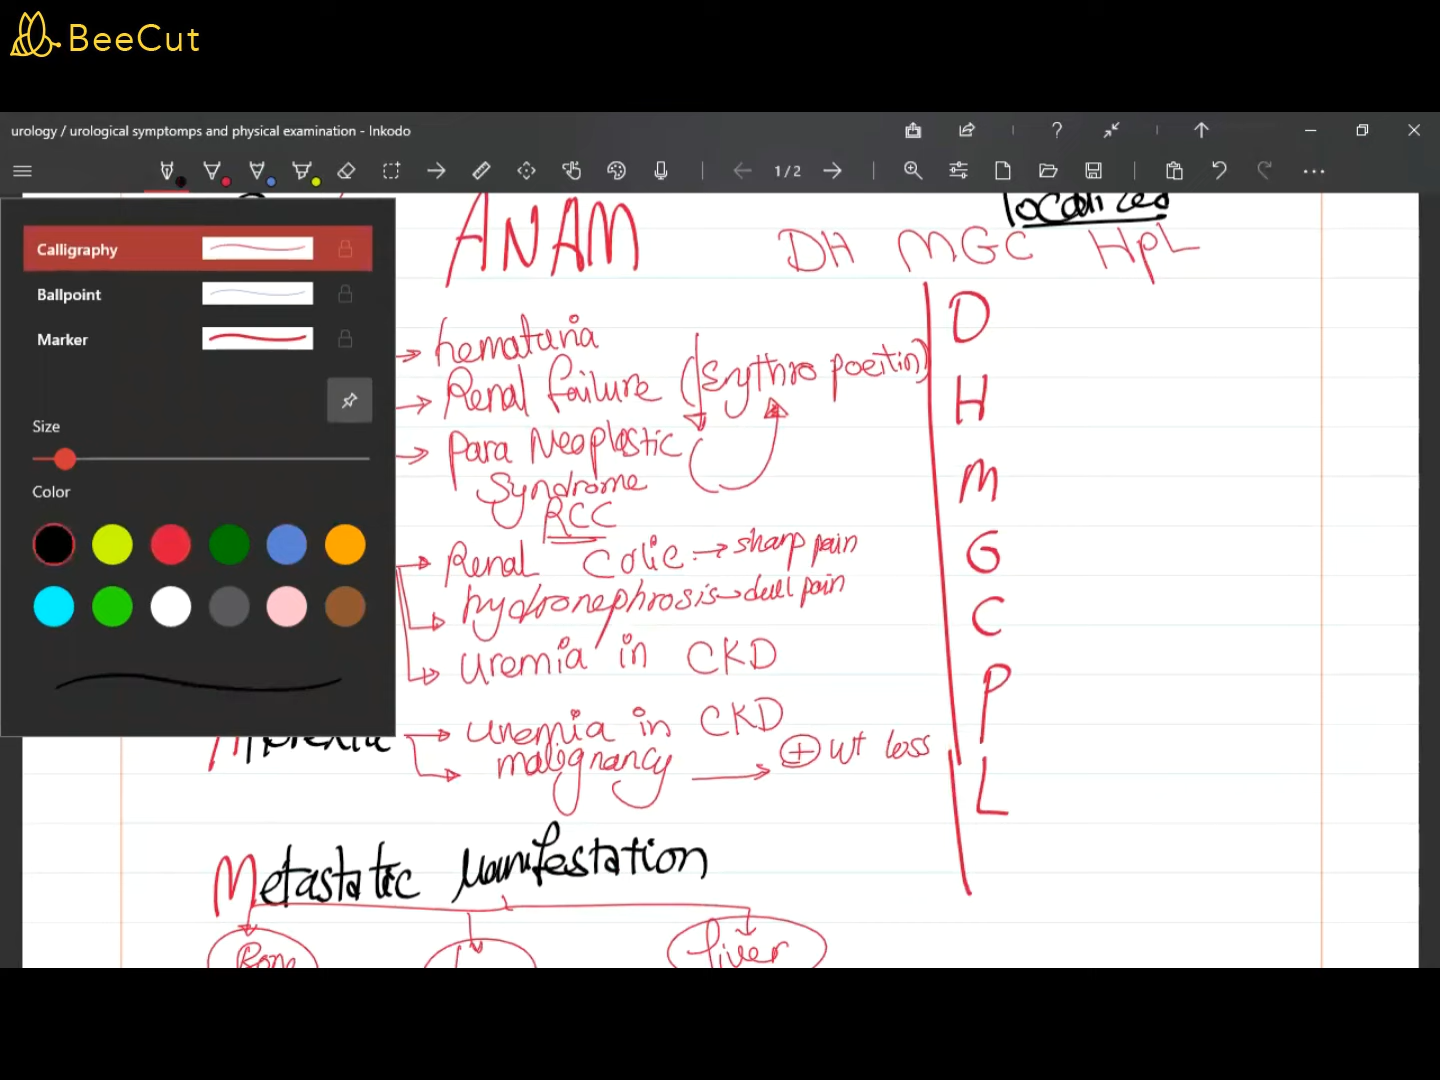 BeeCut
urology / urological symptomps and physical examination - Inkodo
1/2
Calligraphy
Ballpoint
Marker
Size
Color
localized
ANAM
DH MGC HPL
hematuria
Renal failure (erythro poeitin)
Para Neoplastic
Syndrome
RCC
Renal Colic → sharp pain
hydronephrosis → dull pain
uremia in CKD
uremia in CKD
malignancy → + wt loss
Metastatic Manifestation
Bone
Liver
D
H
M
G
C
P
L